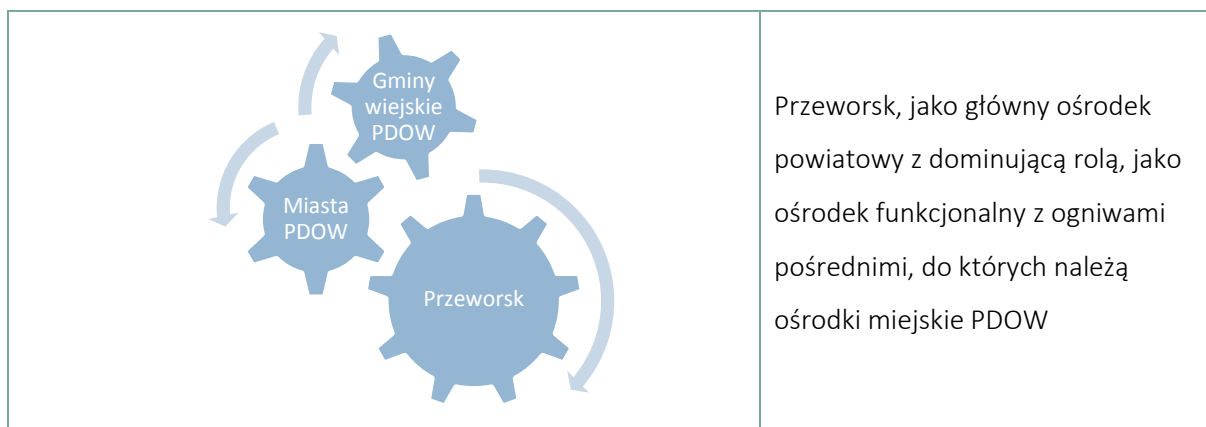 Gminy
wiejskie
PDOW
Miasta
PDOW
Przeworsk
Przeworsk, jako główny ośrodek
powiatowy z dominującą rolą, jako
ośrodek funkcjonalny z ogniwami
pośrednimi, do których należą
ośrodki miejskie PDOW